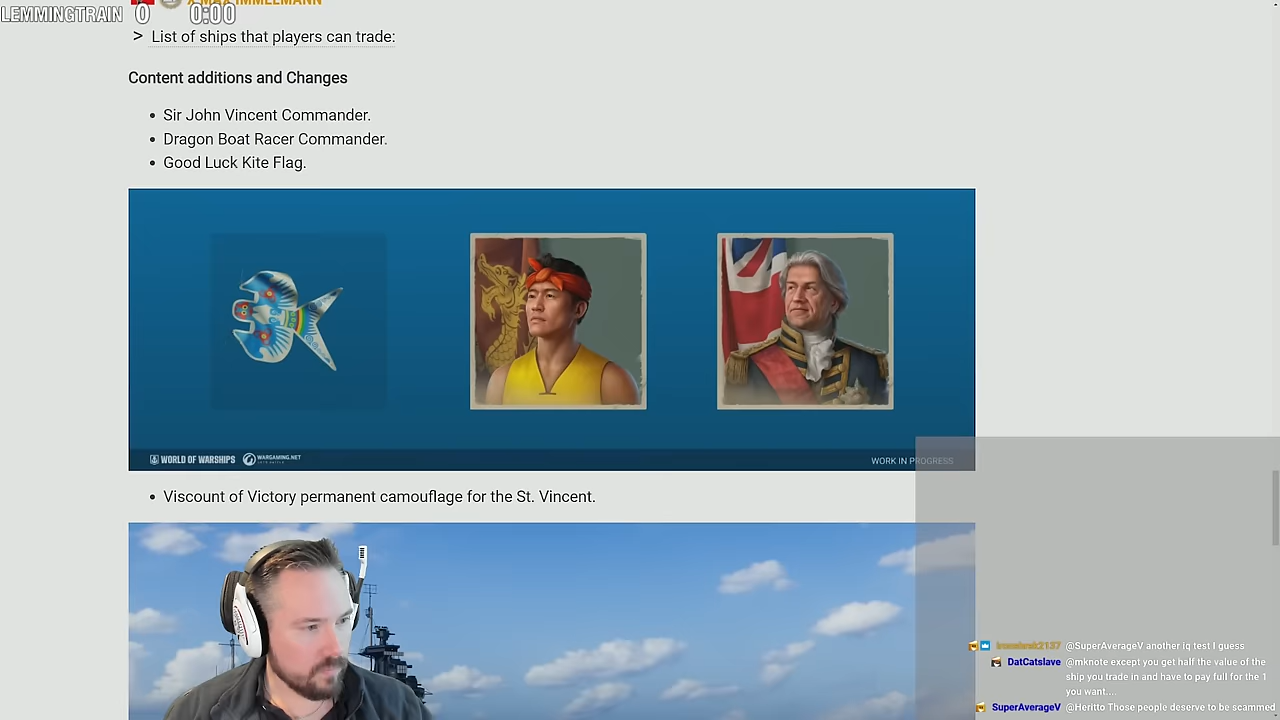 LEMMINGTRAIN 0 0:00
X MAX IMMELMANN
> List of ships that players can trade:
Content additions and Changes
• Sir John Vincent Commander.
• Dragon Boat Racer Commander.
• Good Luck Kite Flag.
WORLD OF WARSHIPS WARGAMING.NET
WORK IN PROGRESS
• Viscount of Victory permanent camouflage for the St. Vincent.
@SuperAverageV another iq test I guess
DatCatslave @mknote except you get half the value of the
ship you trade in and have to pay full for the 1
you want....
SuperAverageV @Heritto Those people deserve to be scammed